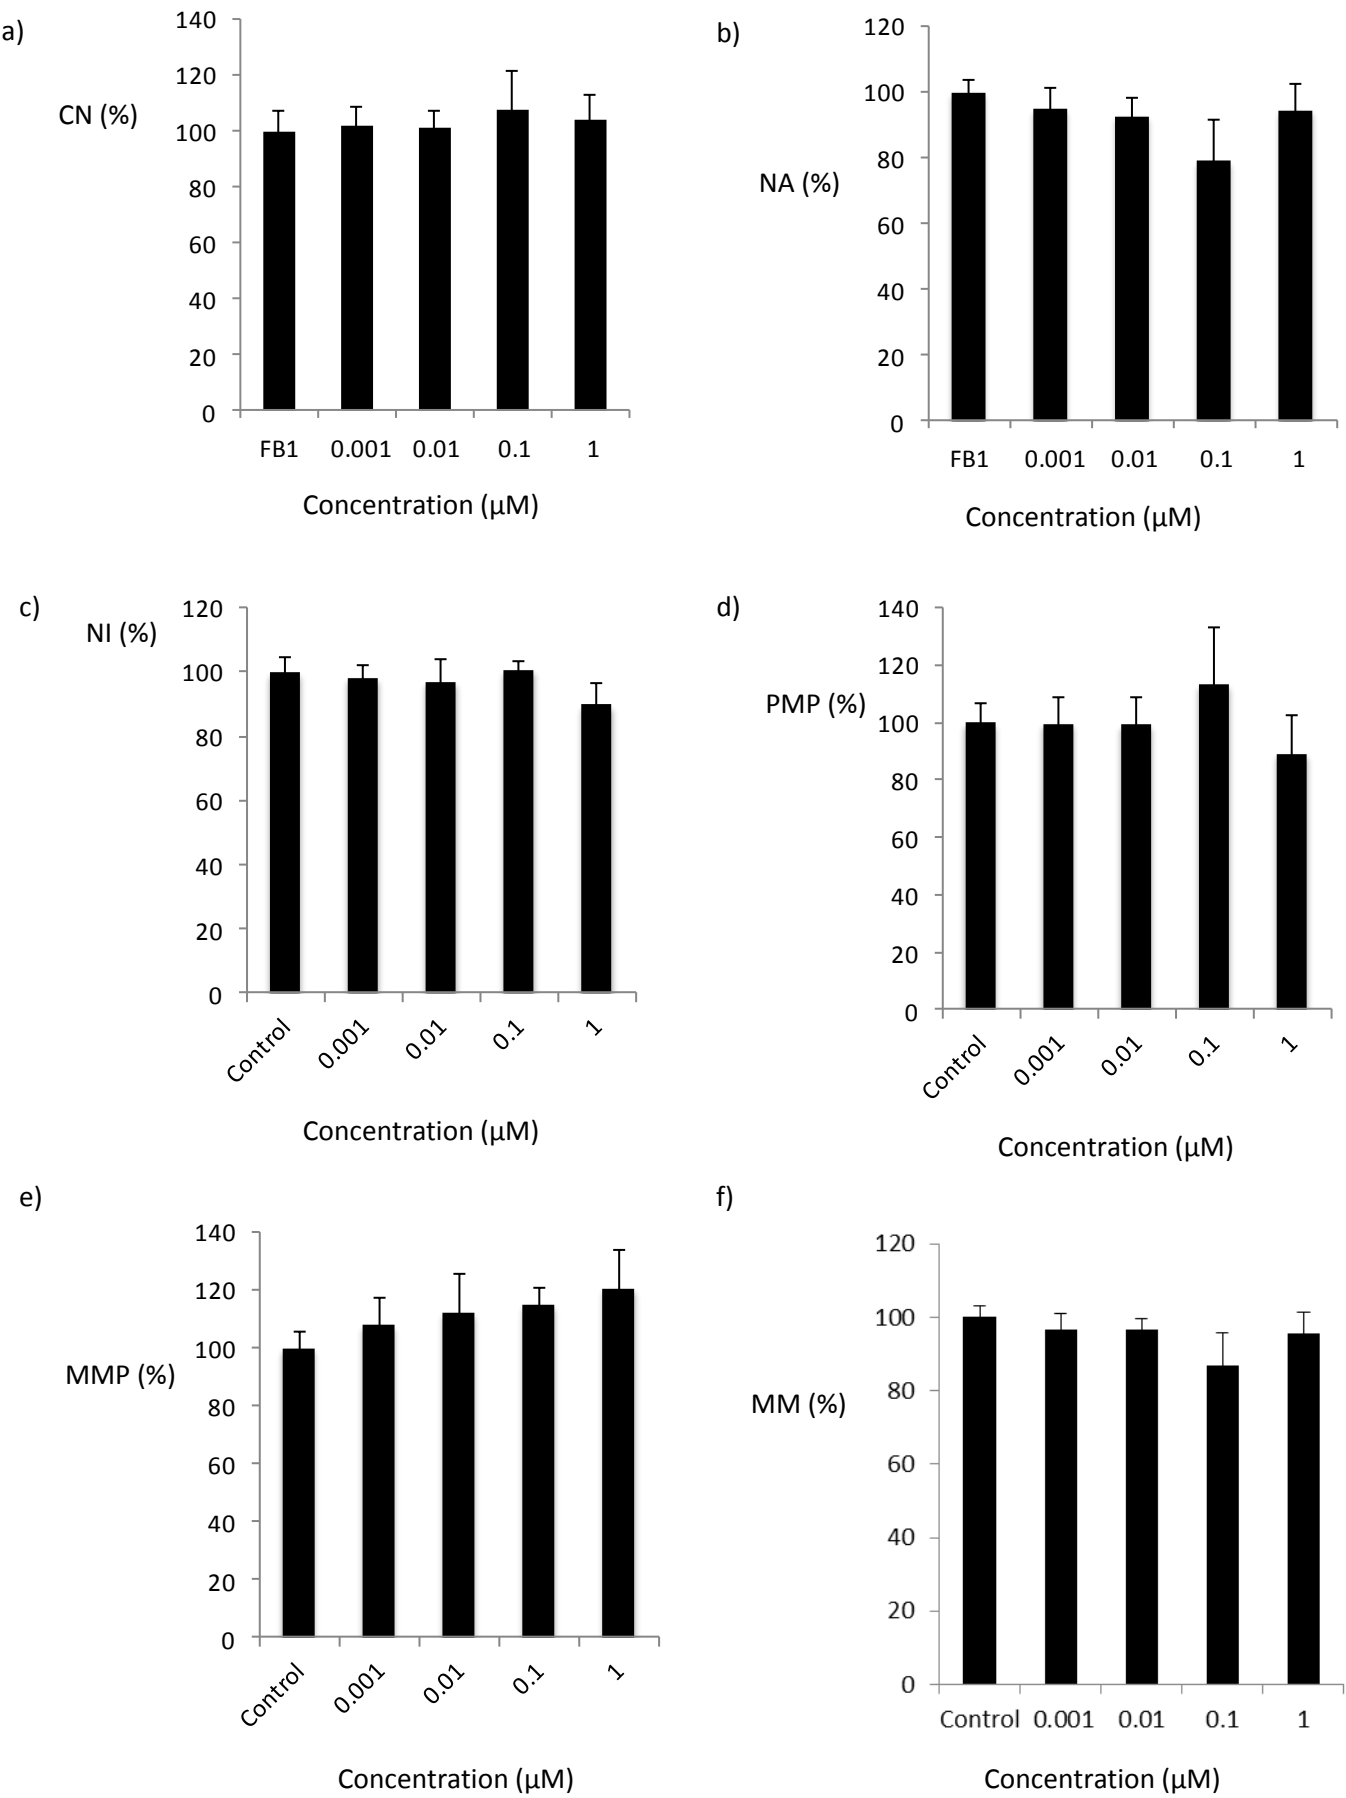 a)
140
120
100
80
60
40
20
0
CN (%)
FB1 0.001 0.01 0.1 1
Concentration (µM)
b)
120
100
80
60
40
20
0
NA (%)
FB1 0.001 0.01 0.1 1
Concentration (µM)
c)
NI (%)
120
100
80
60
40
20
0
Control 0.001 0.01 0.1 1
Concentration (µM)
d)
140
120
100
80
60
40
20
0
PMP (%)
Control 0.001 0.01 0.1 1
Concentration (µM)
e)
140
120
100
80
60
40
20
0
MMP (%)
Control 0.001 0.01 0.1 1
Concentration (µM)
f)
120
100
80
60
40
20
0
MM (%)
Control 0.001 0.01 0.1 1
Concentration (µM)